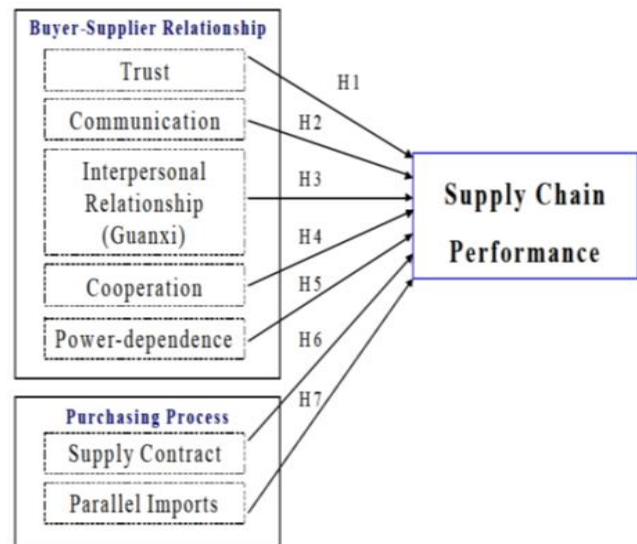 Buyer-Supplier Relationship
Trust
Communication
Interpersonal
Relationship
(Guanxi)
Cooperation
Power-dependence
H1
H2
H3
H4
H5
H6
H7
Supply Chain
Performance
Purchasing Process
Supply Contract
Parallel Imports